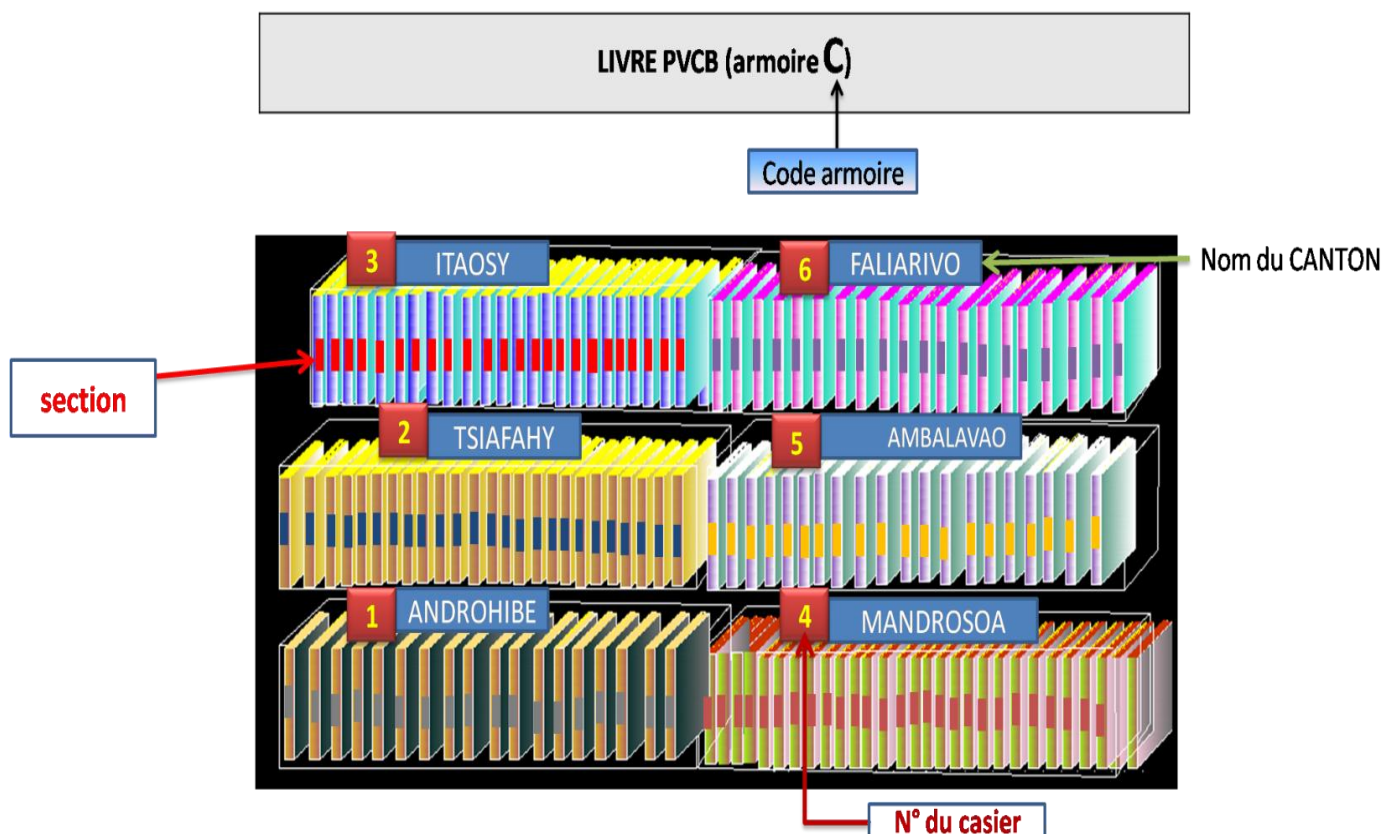 LIVRE PVCB (armoire C)
Code armoire
3 ITAOSY
6 FALIARIVO
Nom du CANTON
section
2 TSIAFAHY
5 AMBALAVAO
1 ANDROHIBE
4 MANDROSOA
N° du casier